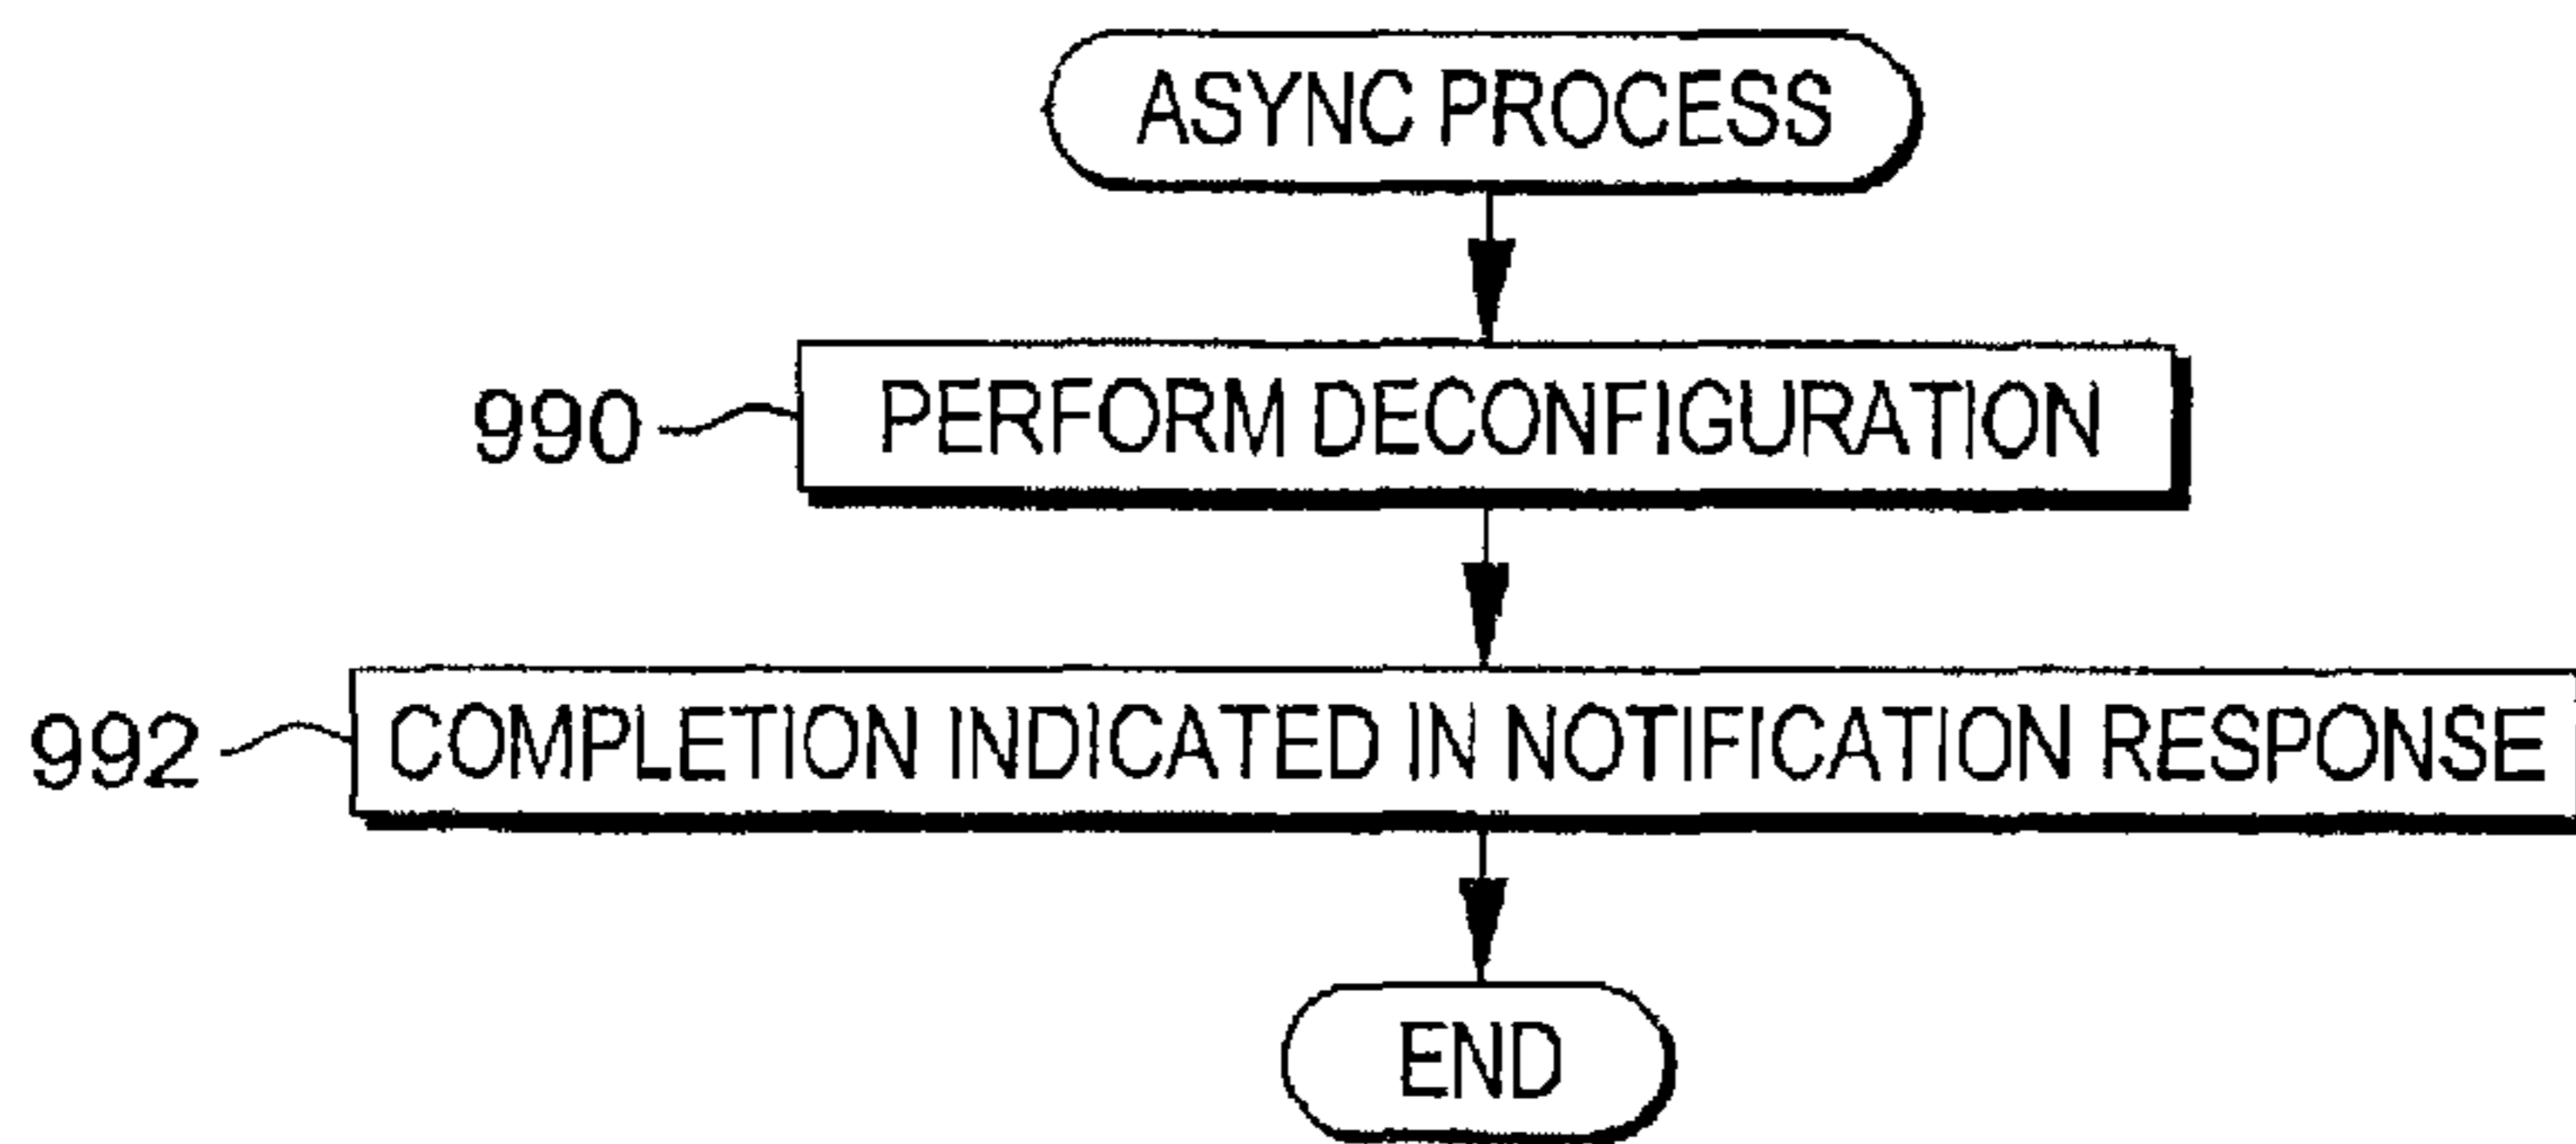 ASYNC PROCESS
990
PERFORM DECONFIGURATION
992
COMPLETION INDICATED IN NOTIFICATION RESPONSE
END